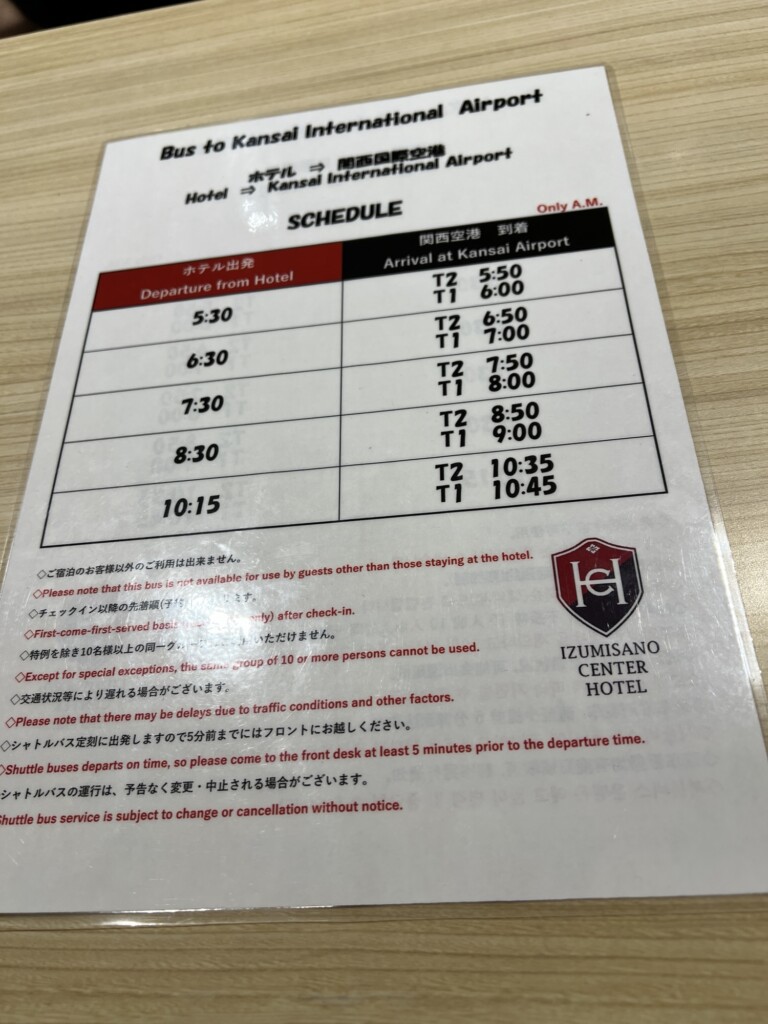 Bus to Kansai International Airport
ホテル ⇒ 関西国際空港
Hotel ⇒ Kansai International Airport
SCHEDULE
Only A.M.
ホテル出発
Departure from Hotel
関西空港 到着
Arrival at Kansai Airport
5:30
T2 5:50
T1 6:00
6:30
T2 6:50
T1 7:00
7:30
T2 7:50
T1 8:00
8:30
T2 8:50
T1 9:00
10:15
T2 10:35
T1 10:45
◇ご宿泊のお客様以外のご利用は出来ません。
◇Please note that this bus is not available for use by guests other than those staying at the hotel.
◇チェックイン以降の先着順
◇First-come-first-served basis only) after check-in.
◇特例を除き10名様以上の同一グ いただけません。
◇Except for special exceptions, the same group of 10 or more persons cannot be used.
◇交通状況等により遅れる場合がございます。
◇Please note that there may be delays due to traffic conditions and other factors.
◇シャトルバス定刻に出発しますので5分前までにはフロントにお越しください。
◇Shuttle buses departs on time, so please come to the front desk at least 5 minutes prior to the departure time.
シャトルバスの運行は、予告なく変更・中止される場合がございます。
Shuttle bus service is subject to change or cancellation without notice.
HC
IZUMISANO
CENTER
HOTEL